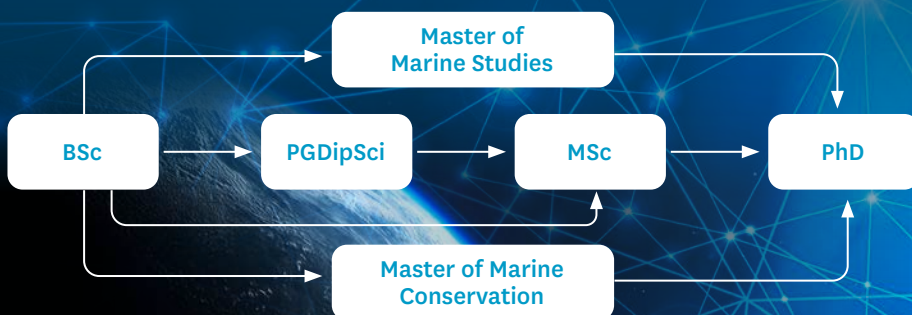 Master of
Marine Studies
BSc
PGDipSci
MSc
PhD
Master of Marine
Conservation